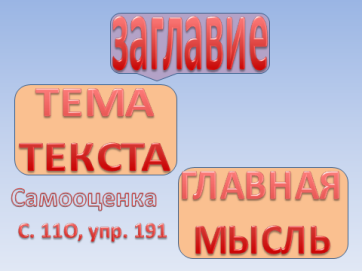 заглавие
ТЕМА
ТЕКСТА
Самооценка
С. 11О, упр. 191
ГЛАВНАЯ
МЫСЛЬ